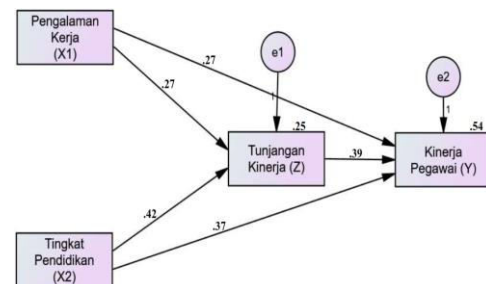 Pengalaman
Kerja
(X1)
e1
e2
.27
.27
1
1
.25
.54
Tunjangan
Kinerja (Z)
.39
Kinerja
Pegawai (Y)
.42
.37
Tingkat
Pendidikan
(X2)